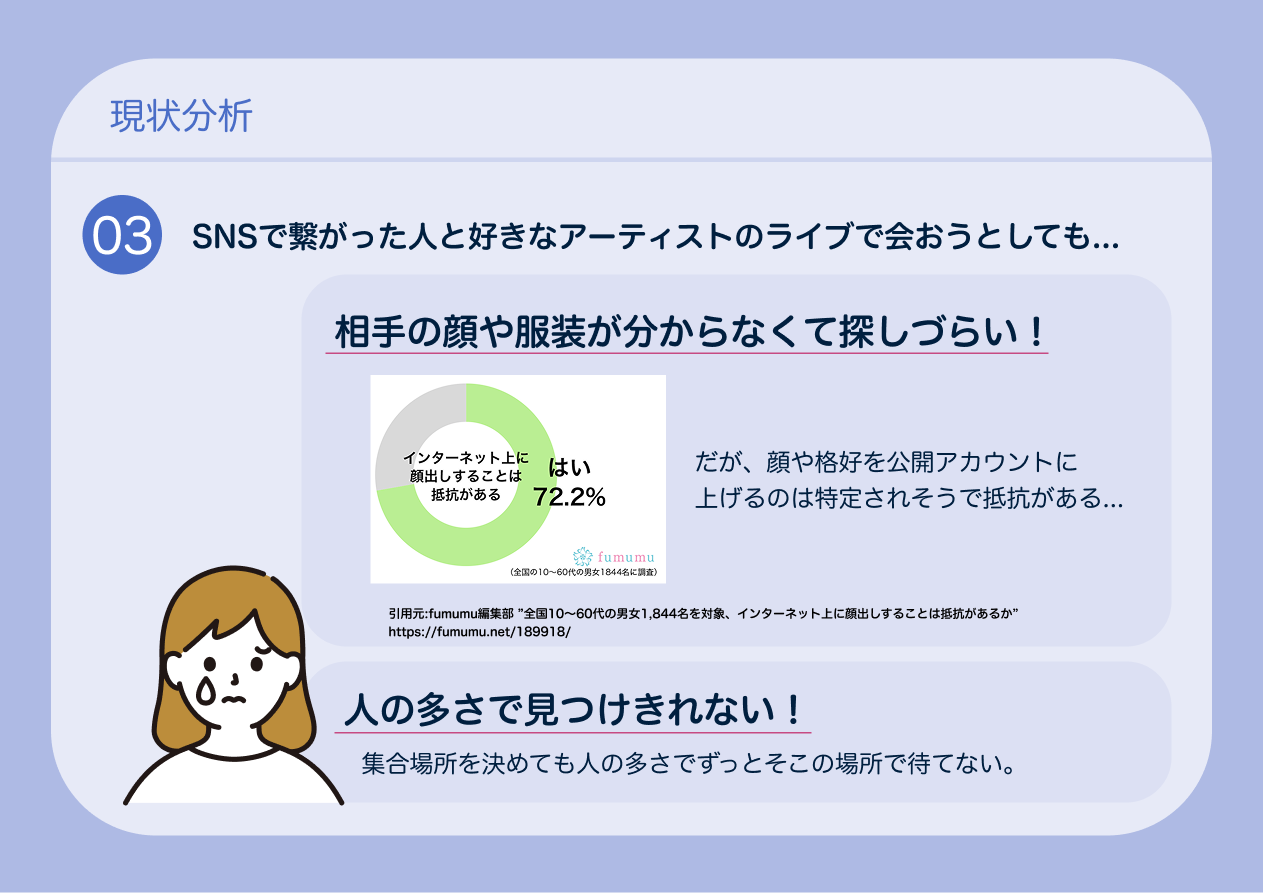 現状分析
03
SNSで繋がった人と好きなアーティストのライブで会おうとしても...
相手の顔や服装が分からなくて探しづらい！
インターネット上に
顔出しすることは
抵抗がある
はい
72.2%
fumumu
（全国の10〜60代の男女1844名に調査）
だが、顔や格好を公開アカウントに
上げるのは特定されそうで抵抗がある...
引用元:fumumu編集部 ”全国10〜60代の男女1,844名を対象、インターネット上に顔出しすることは抵抗があるか”
https://fumumu.net/189918/
人の多さで見つけきれない！
集合場所を決めても人の多さでずっとそこの場所で待てない。